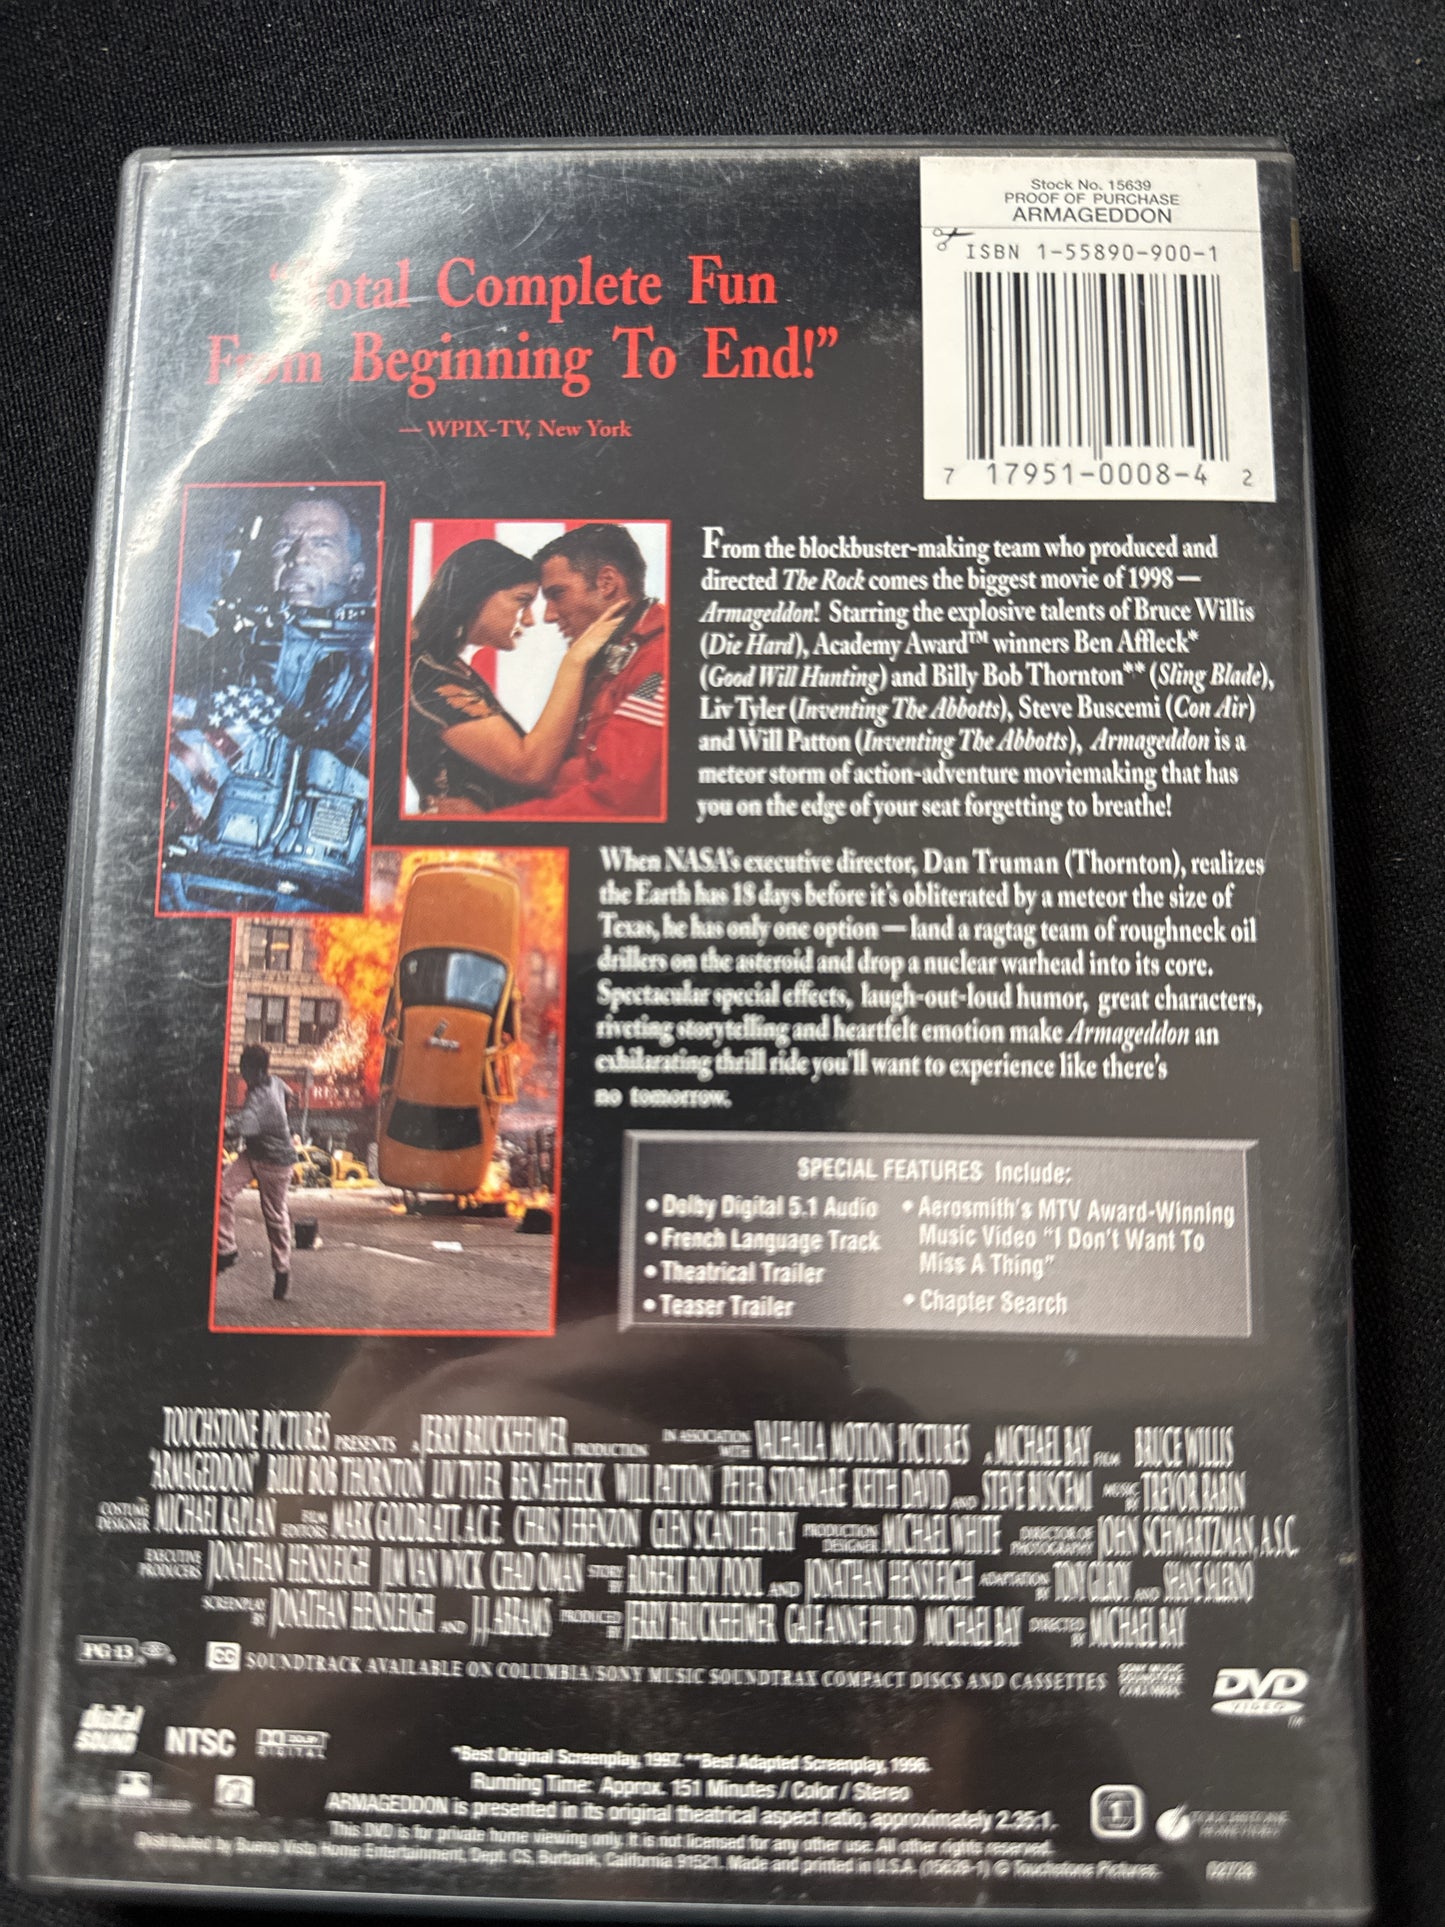 Stock No. 15639
PROOF OF PURCHASE
ARMAGEDDON
ISBN 1-55890-900-1
7 17951-0008-4 2
"Total Complete Fun
From Beginning To End!"
— WPIX-TV, New York
From the blockbuster-making team who produced and
directed The Rock comes the biggest movie of 1998 —
Armageddon! Starring the explosive talents of Bruce Willis
(Die Hard), Academy Award™ winners Ben Affleck*
(Good Will Hunting) and Billy Bob Thornton** (Sling Blade),
Liv Tyler (Inventing The Abbotts), Steve Buscemi (Con Air)
and Will Patton (Inventing The Abbotts), Armageddon is a
meteor storm of action-adventure moviemaking that has
you on the edge of your seat forgetting to breathe!
When NASA's executive director, Dan Truman (Thornton), realizes
the Earth has 18 days before it's obliterated by a meteor the size of
Texas, he has only one option — land a ragtag team of roughneck oil
drillers on the asteroid and drop a nuclear warhead into its core.
Spectacular special effects, laugh-out-loud humor, great characters,
riveting storytelling and heartfelt emotion make Armageddon an
exhilarating thrill ride you'll want to experience like there's
no tomorrow.
SPECIAL FEATURES Include:
• Dolby Digital 5.1 Audio
• French Language Track
• Theatrical Trailer
• Teaser Trailer
• Aerosmith's MTV Award-Winning
Music Video "I Don't Want To
Miss A Thing"
• Chapter Search
TOUCHSTONE PICTURES PRESENTS A JERRY BRUCKHEIMER PRODUCTION IN ASSOCIATION WITH VALHALLA MOTION PICTURES A MICHAEL BAY FILM BRUCE WILLIS
"ARMAGEDDON" BILLY BOB THORNTON LIV TYLER BEN AFFLECK WILL PATTON PETER STORMARE KEITH DAVID AND STEVE BUSCEMI MUSIC BY TREVOR RABIN
COSTUME DESIGNER MICHAEL KAPLAN FILM EDITORS MARK GOLDBLATT, A.C.E. CHRIS LEBENZON GLEN SCANTLEBURY PRODUCTION DESIGNER MICHAEL WHITE DIRECTOR OF PHOTOGRAPHY JOHN SCHWARTZMAN, A.S.C.
EXECUTIVE PRODUCERS JONATHAN HENSLEIGH JIM VAN WYCK CHAD OMAN STORY BY ROBERT ROY POOL AND JONATHAN HENSLEIGH ADAPTATION BY TONY GILROY AND SHANE SALERNO
SCREENPLAY BY JONATHAN HENSLEIGH AND J.J. ABRAMS PRODUCED BY JERRY BRUCKHEIMER GALE ANNE HURD MICHAEL BAY DIRECTED BY MICHAEL BAY
PG-13 CC SOUNDTRACK AVAILABLE ON COLUMBIA/SONY MUSIC SOUNDTRAX COMPACT DISCS AND CASSETTES
DVD
VIDEO
digital
SOUND
NTSC
DOLBY
DIGITAL
*Best Original Screenplay, 1997. **Best Adapted Screenplay, 1996.
Running Time: Approx. 151 Minutes / Color / Stereo
ARMAGEDDON is presented in its original theatrical aspect ratio, approximately 2.35:1.
This DVD is for private home viewing only. It is not licensed for any other use. All other rights reserved.
Distributed by Buena Vista Home Entertainment, Dept. CS, Burbank, California 91521. Made and printed in U.S.A. (15639-1) © Touchstone Pictures.
1
TOUCHSTONE
HOME VIDEO
02728